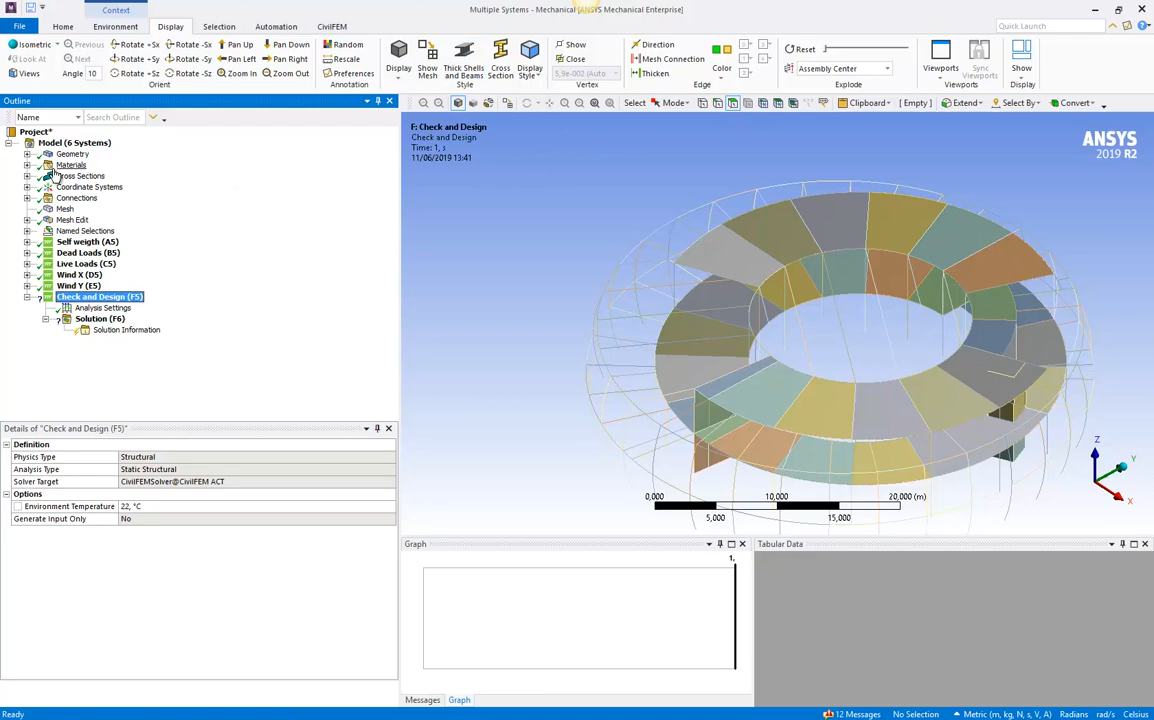 Context
Multiple Systems - Mechanical [ANSYS Mechanical Enterprise]
File Home Environment Display Selection Automation CivilFEM
Quick Launch
Isometric Previous Rotate +Sx Rotate -Sx Pan Up Pan Down Random
Look At Rotate +Sy Rotate -Sy Pan Left Pan Right Rescale
Views Angle 10 Rotate +Sz Rotate -Sz Zoom In Zoom Out Preferences
Orient
Display
Show Mesh
Thick Shells and Beams
Cross Section
Display Style
Style
Show
Close
5,9e-002 (Auto
Vertex
Direction
Mesh Connection
Thicken
Color
Edge
Reset
Assembly Center
Explode
Viewports
Sync Viewports
Viewports
Show
Display
Outline
Name Search Outline
Select Mode Clipboard [ Empty ] Extend Select By Convert
Project*
Model (6 Systems)
Geometry
Materials
Cross Sections
Coordinate Systems
Connections
Mesh
Mesh Edit
Named Selections
Self weigth (A5)
Dead Loads (B5)
Live Loads (C5)
Wind X (D5)
Wind Y (E5)
Check and Design (F5)
Analysis Settings
Solution (F6)
Solution Information
F: Check and Design
Check and Design
Time: 1, s
11/06/2019 13:41
ANSYS
2019 R2
0,000 10,000 20,000 (m)
5,000 15,000
Z
Y
X
Details of "Check and Design (F5)"
Definition
Physics Type Structural
Analysis Type Static Structural
Solver Target CivilFEMSolver@CivilFEM ACT
Options
Environment Temperature 22, °C
Generate Input Only No
Graph
1,
Tabular Data
Messages Graph
Ready
12 Messages No Selection Metric (m, kg, N, s, V, A) Radians rad/s Celsius